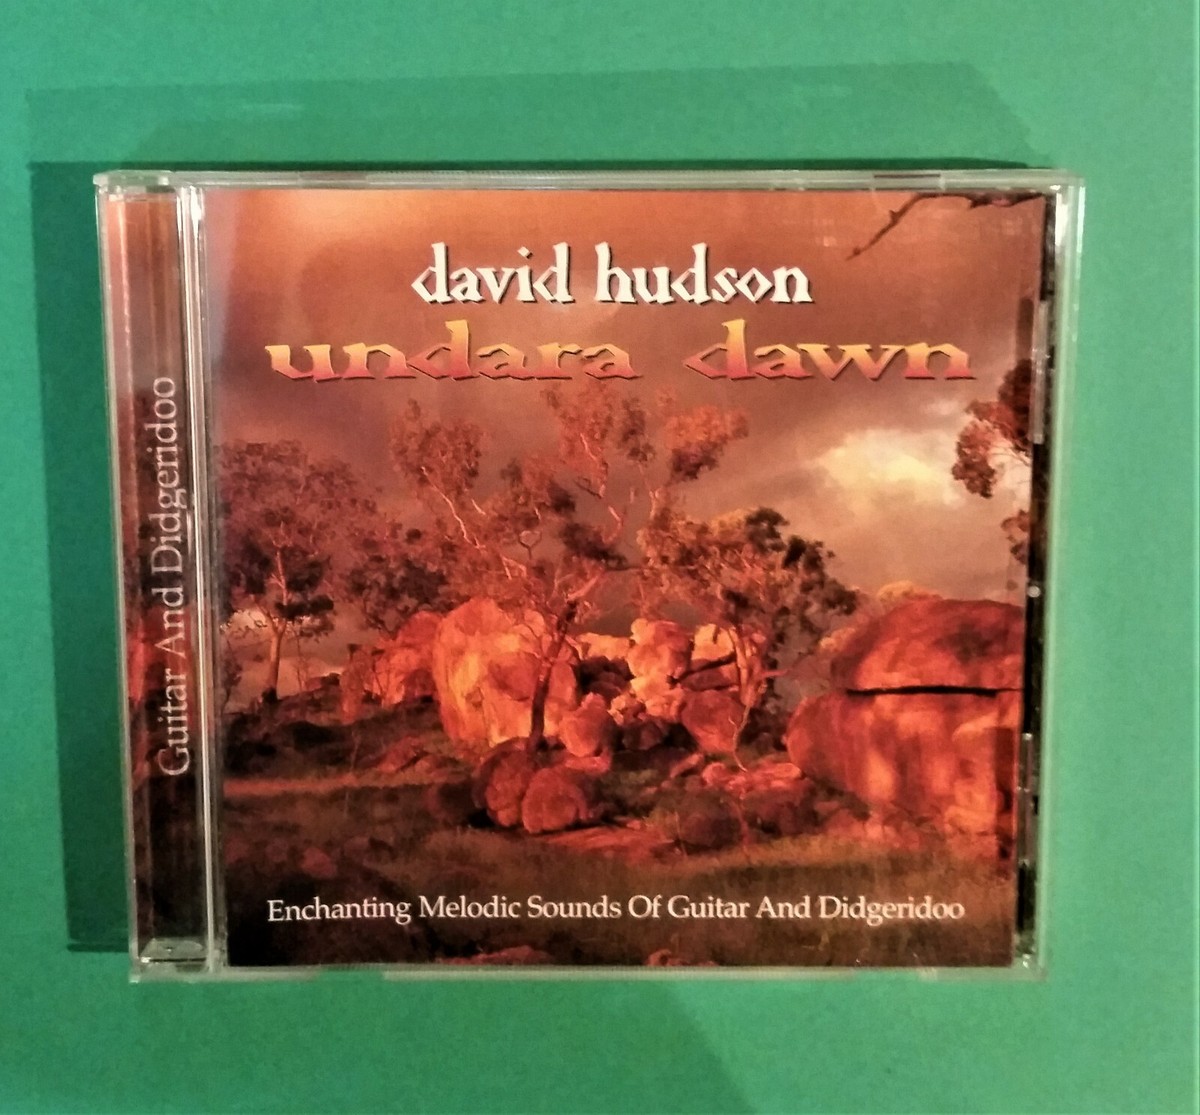 david hudson
undara dawn
Guitar And Didgeridoo
Enchanting Melodic Sounds Of Guitar And Didgeridoo